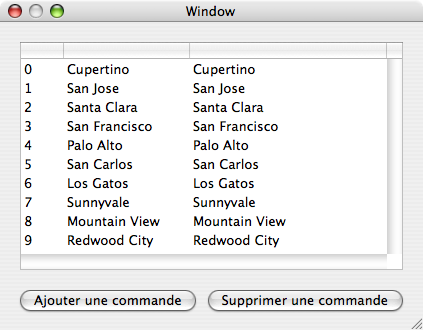 Window
0 Cupertino Cupertino
1 San Jose San Jose
2 Santa Clara Santa Clara
3 San Francisco San Francisco
4 Palo Alto Palo Alto
5 San Carlos San Carlos
6 Los Gatos Los Gatos
7 Sunnyvale Sunnyvale
8 Mountain View Mountain View
9 Redwood City Redwood City
Ajouter une commande Supprimer une commande